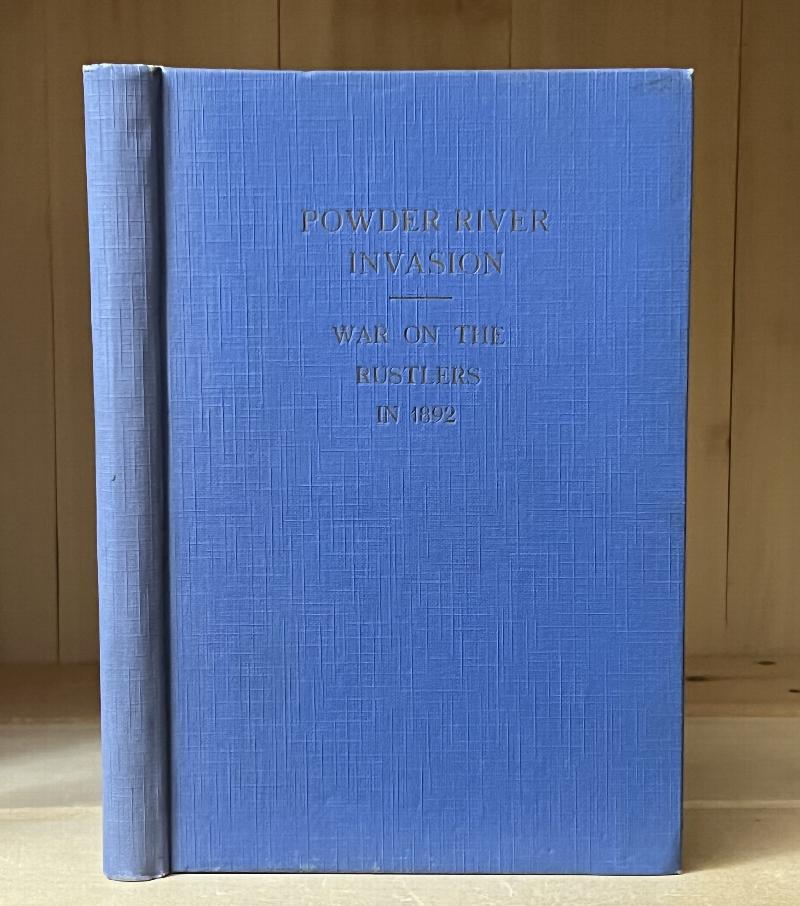 POWDER RIVER
INVASION
WAR ON THE
RUSTLERS
IN 1892